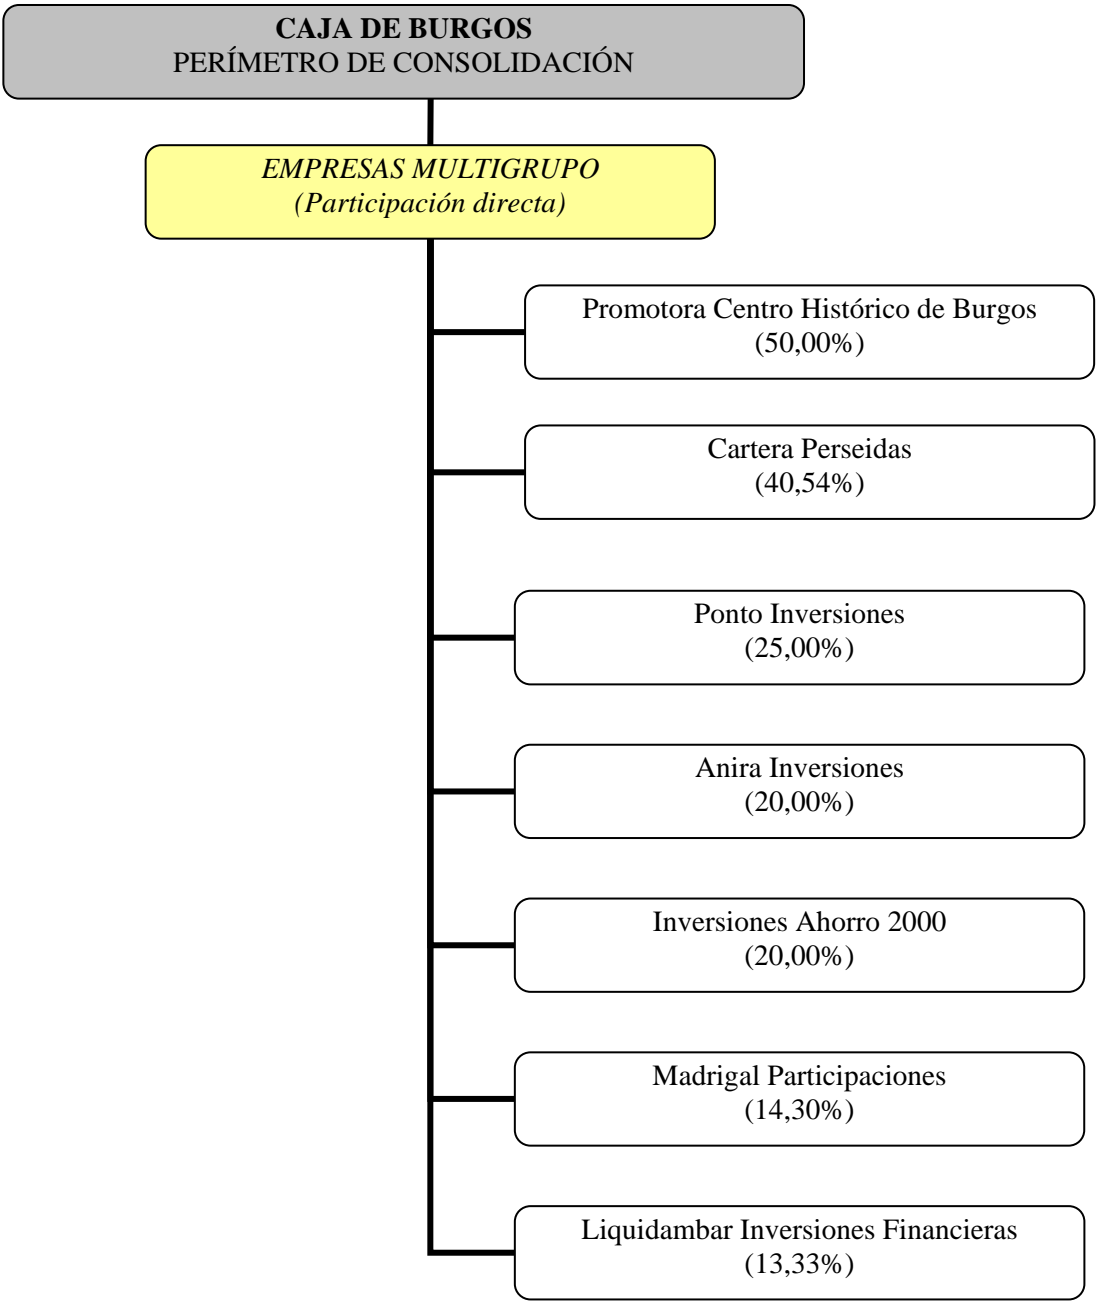 CAJA DE BURGOS
PERÍMETRO DE CONSOLIDACIÓN
EMPRESAS MULTIGRUPO
(Participación directa)
Promotora Centro Histórico de Burgos
(50,00%)
Cartera Perseidas
(40,54%)
Ponto Inversiones
(25,00%)
Anira Inversiones
(20,00%)
Inversiones Ahorro 2000
(20,00%)
Madrigal Participaciones
(14,30%)
Liquidambar Inversiones Financieras
(13,33%)